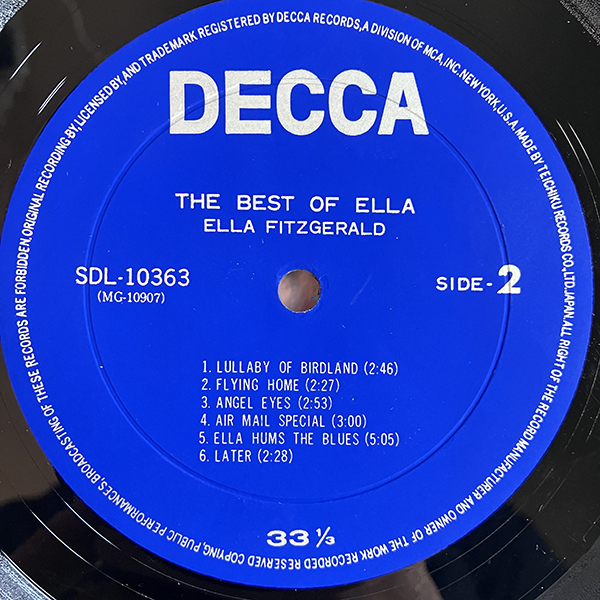 ORIGINAL RECORDING BY, LICENSED BY, AND TRADEMARK REGISTERED BY DECCA RECORDS, A DIVISION OF MCA, INC. NEW YORK, U.S.A. MADE BY TEICHIKU RECORDS CO., LTD. JAPAN. ALL RIGHT OF THE RECORD MANUFACTURER AND OWNER OF THE WORK RECORDED RESERVED COPYING, PUBLIC PERFORMANCES, BROADCASTING OF THESE RECORDS ARE FORBIDDEN.
DECCA
THE BEST OF ELLA
ELLA FITZGERALD
SDL-10363
(MG-10907)
SIDE-2
1. LULLABY OF BIRDLAND (2:46)
2. FLYING HOME (2:27)
3. ANGEL EYES (2:53)
4. AIR MAIL SPECIAL (3:00)
5. ELLA HUMS THE BLUES (5:05)
6. LATER (2:28)
33 ⅓